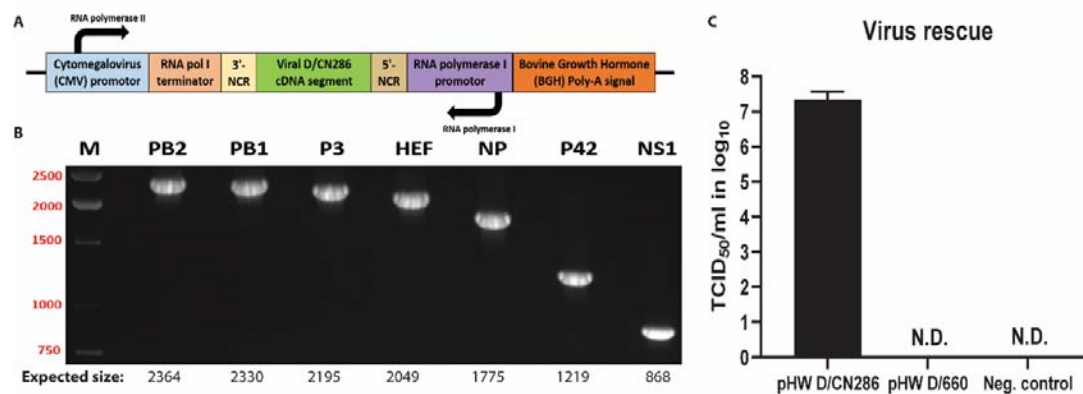 A
RNA polymerase II
Cytomegalovirus (CMV) promotor
RNA pol I terminator
3'-NCR
Viral D/CN286 cDNA segment
5'-NCR
RNA polymerase I promotor
Bovine Growth Hormone (BGH) Poly-A signal
RNA polymerase I
B
M PB2 PB1 P3 HEF NP P42 NS1
2500
2000
1500
1000
750
Expected size: 2364 2330 2195 2049 1775 1219 868
C
Virus rescue
TCID50/ml in log10
8
7
6
5
4
3
2
1
0
N.D. N.D.
pHW D/CN286 pHW D/660 Neg. control